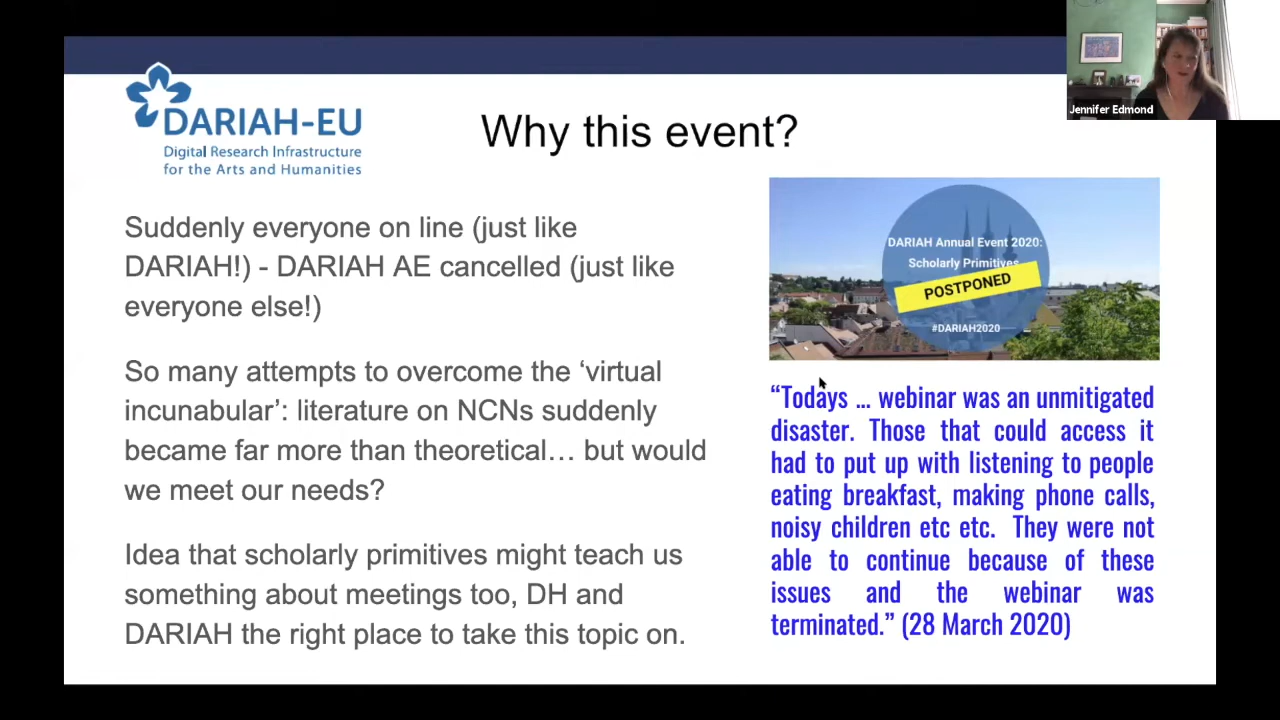 Jennifer Edmond
DARIAH-EU
Digital Research Infrastructure
for the Arts and Humanities
Why this event?
Suddenly everyone on line (just like
DARIAH!) - DARIAH AE cancelled (just like
everyone else!)
So many attempts to overcome the ‘virtual
incunabular’: literature on NCNs suddenly
became far more than theoretical… but would
we meet our needs?
Idea that scholarly primitives might teach us
something about meetings too, DH and
DARIAH the right place to take this topic on.
DARIAH Annual Event 2020:
Scholarly Primitives
POSTPONED
#DARIAH2020
“Todays ... webinar was an unmitigated
disaster. Those that could access it
had to put up with listening to people
eating breakfast, making phone calls,
noisy children etc etc. They were not
able to continue because of these
issues and the webinar was
terminated.” (28 March 2020)